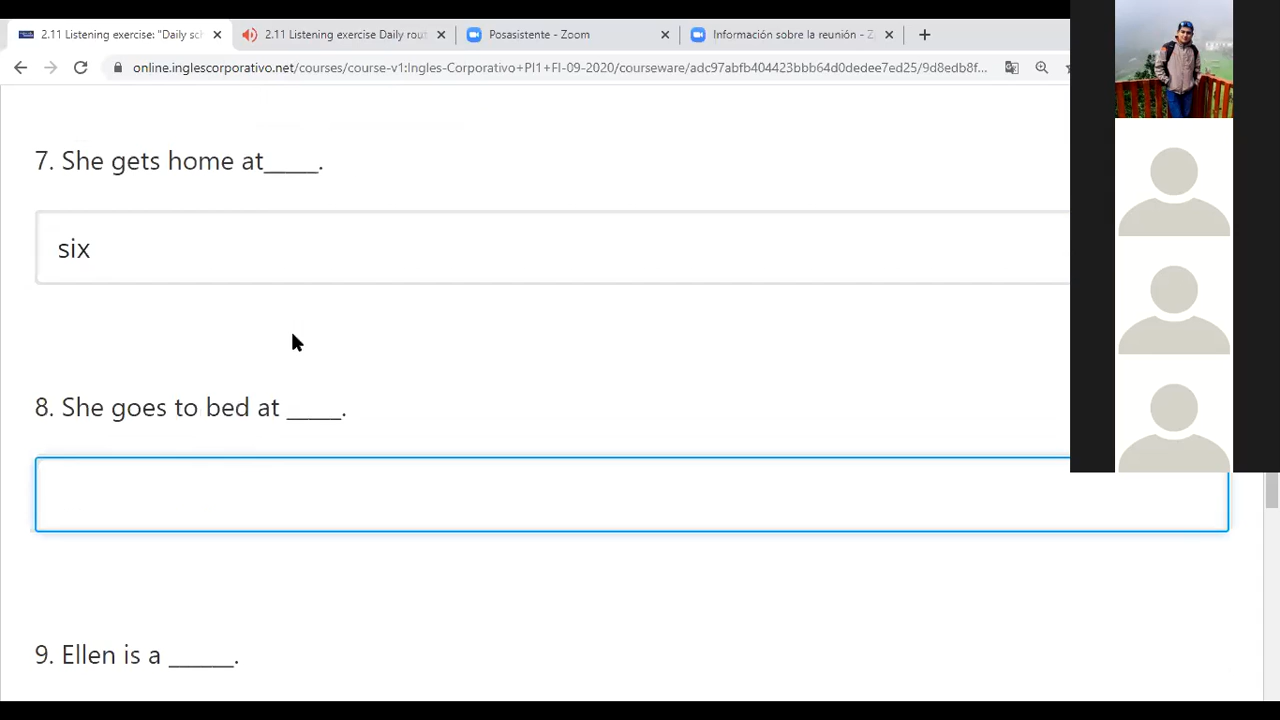 2.11 Listening exercise: "Daily sch
2.11 Listening exercise Daily rout
Posasistente - Zoom
Información sobre la reunión - Z
online.inglescorporativo.net/courses/course-v1:Ingles-Corporativo+PI1+FI-09-2020/courseware/adc97abfb404423bbb64d0dedee7ed25/9d8edb8f...
7. She gets home at_____.
six
8. She goes to bed at _____.
9. Ellen is a ______.